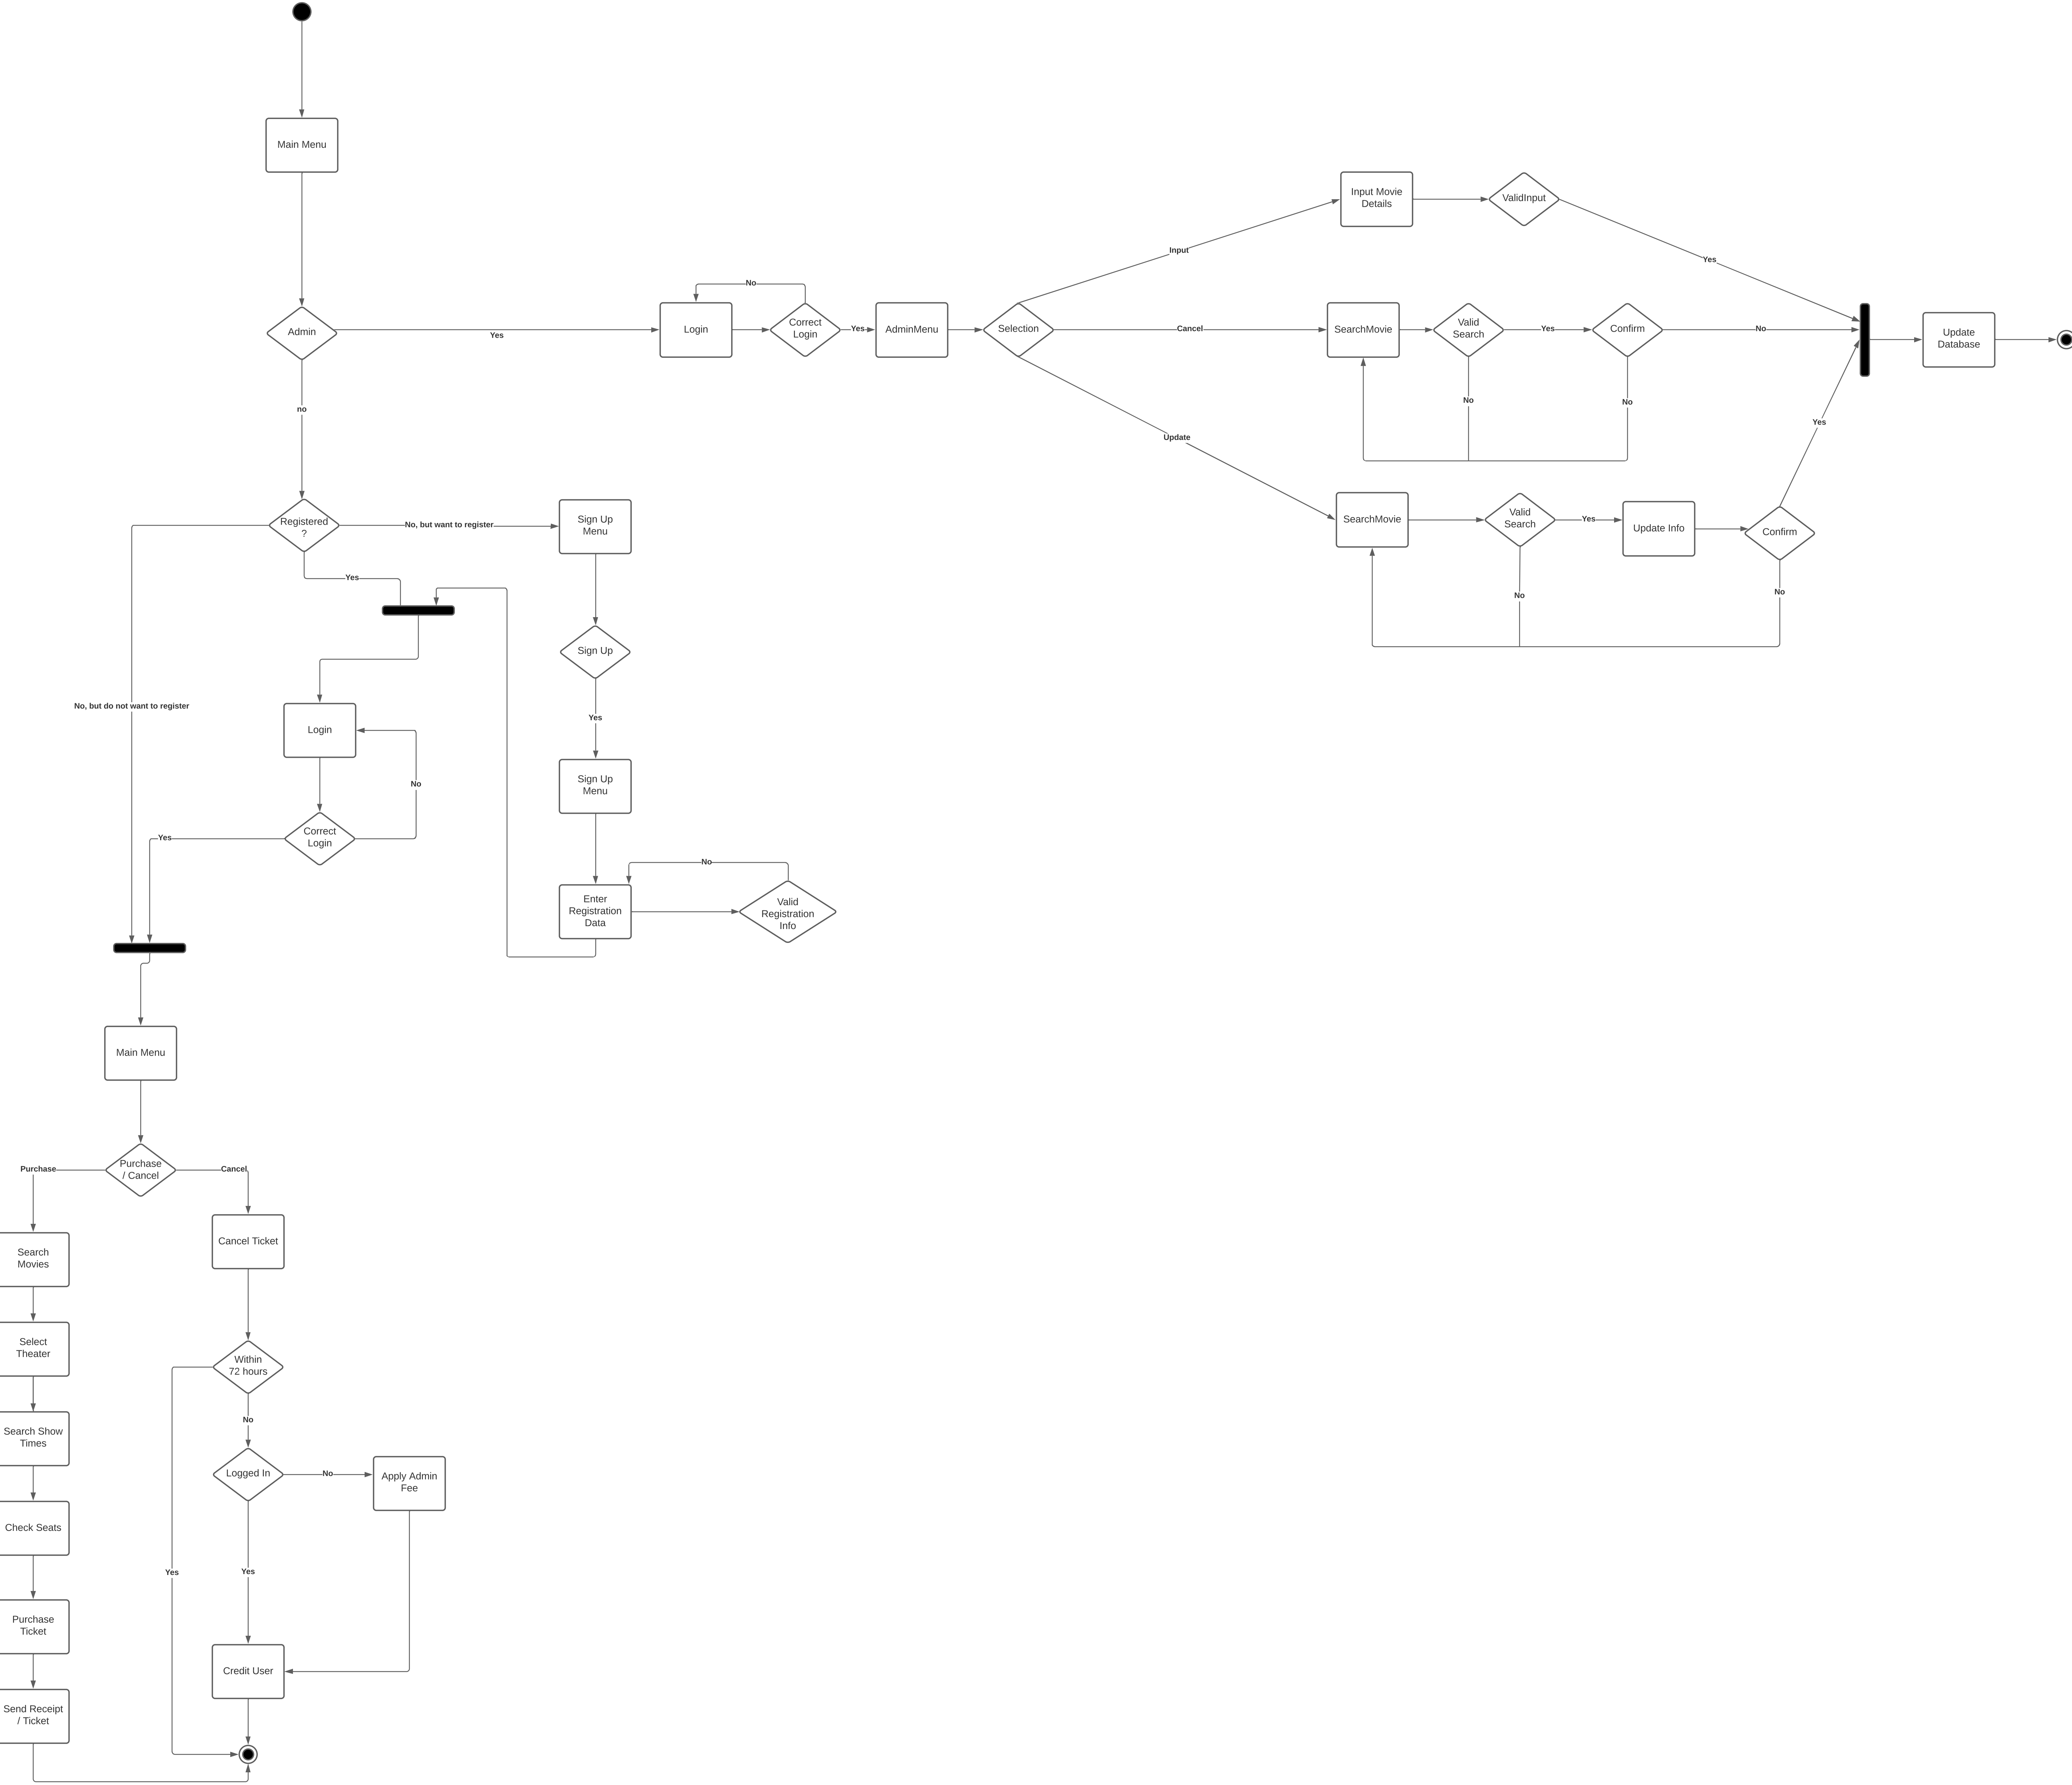 Main Menu
Input Movie
Details
ValidInput
Input
Yes
No
Admin
Yes
Login
Correct
Login
Yes
AdminMenu
Selection
Cancel
SearchMovie
Valid
Search
Yes
Confirm
No
Update
Database
no
No
No
Yes
Update
Registered
?
No, but want to register
Sign Up
Menu
SearchMovie
Valid
Search
Yes
Update Info
Confirm
Yes
No
No
Sign Up
No, but do not want to register
Yes
Login
Sign Up
Menu
No
Correct
Login
Yes
No
Enter
Registration
Data
Valid
Registration
Info
Main Menu
Purchase
/ Cancel
Purchase
Cancel
Cancel Ticket
Search
Movies
Select
Theater
Within
72 hours
No
Search Show
Times
Logged In
No
Apply Admin
Fee
Check Seats
Yes
Yes
Purchase
Ticket
Credit User
Send Receipt
/ Ticket